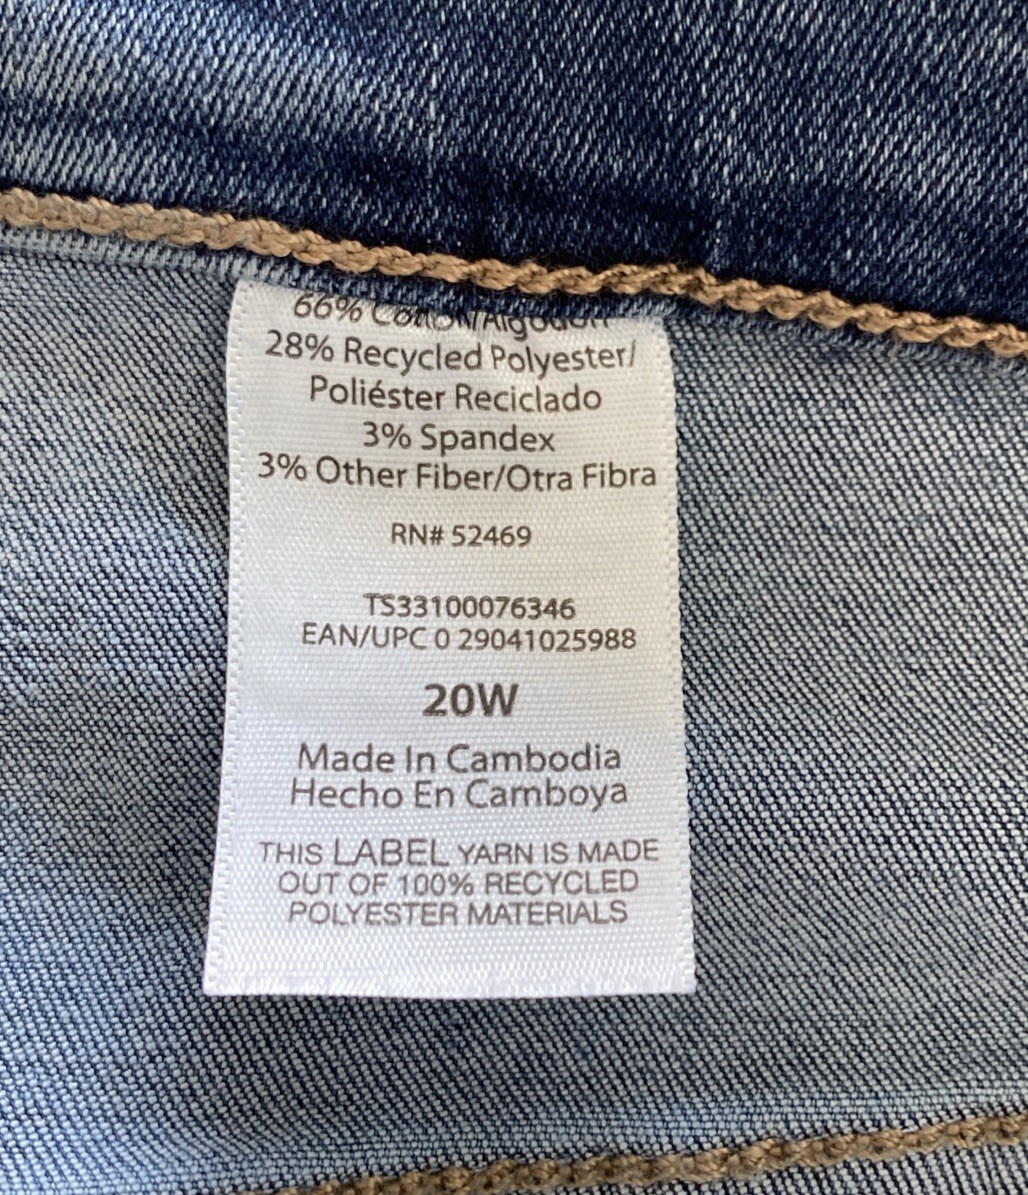 66% Cotton/Algodón
28% Recycled Polyester/
Poliéster Reciclado
3% Spandex
3% Other Fiber/Otra Fibra
RN# 52469
TS33100076346
EAN/UPC 0 29041025988
20W
Made In Cambodia
Hecho En Camboya
THIS LABEL YARN IS MADE
OUT OF 100% RECYCLED
POLYESTER MATERIALS